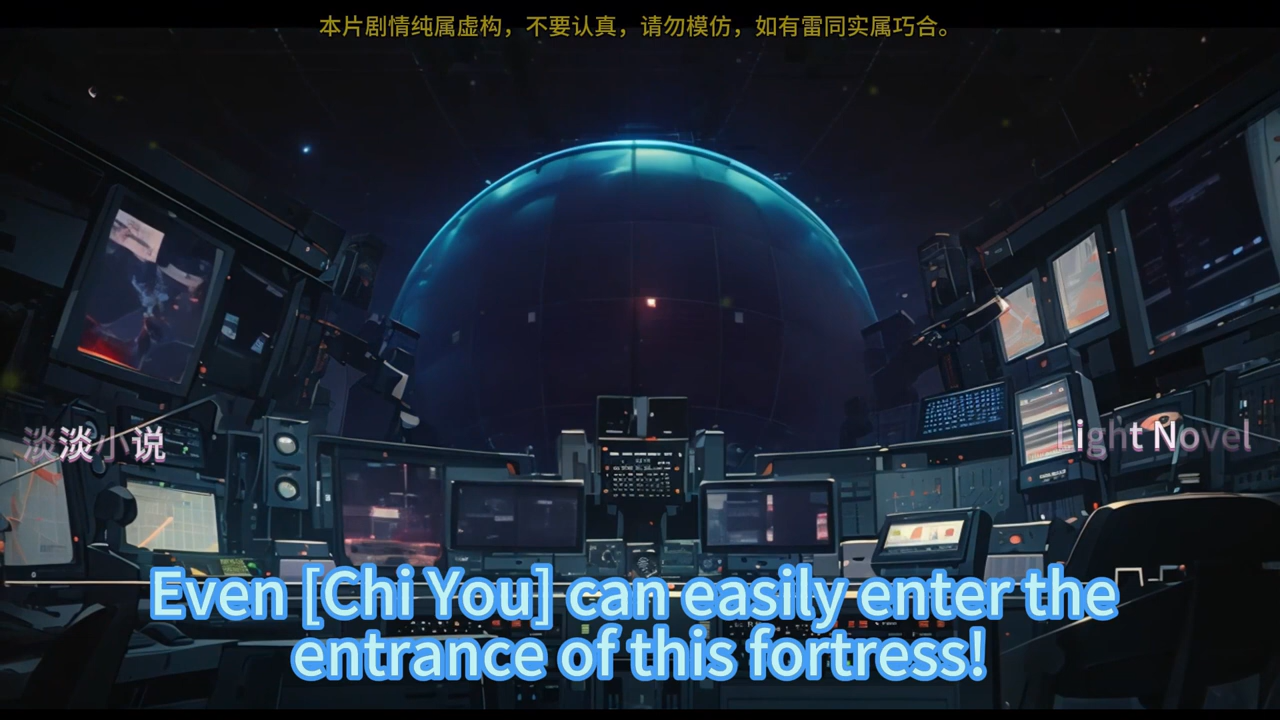 本片剧情纯属虚构，不要认真，请勿模仿，如有雷同实属巧合。
淡淡小说
Light Novel
Even [Chi You] can easily enter the
entrance of this fortress!